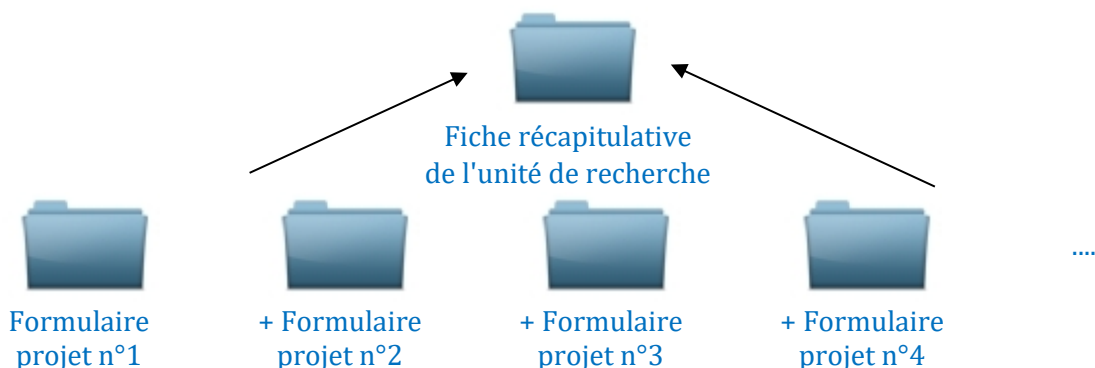 Fiche récapitulative
de l'unité de recherche
....
Formulaire
projet n°1
+ Formulaire
projet n°2
+ Formulaire
projet n°3
+ Formulaire
projet n°4